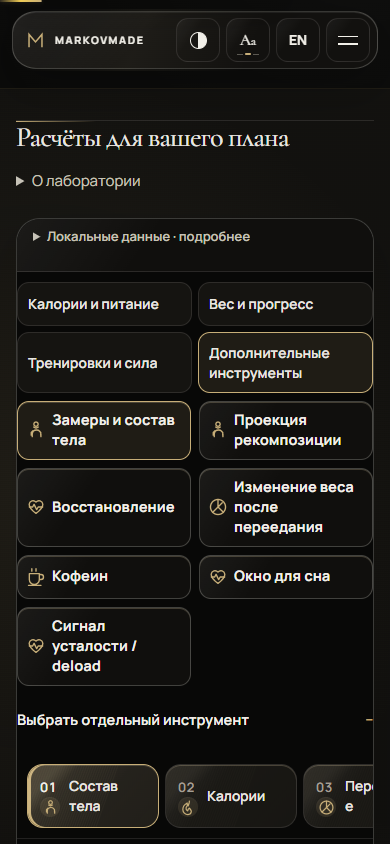 MARKOVMADE
Aa
EN
Расчёты для вашего плана
О лаборатории
Локальные данные · подробнее
Калории и питание
Вес и прогресс
Тренировки и сила
Дополнительные
инструменты
Замеры и состав
тела
Проекция
рекомпозиции
Восстановление
Изменение веса
после
переедания
Кофеин
Окно для сна
Сигнал
усталости /
deload
Выбрать отдельный инструмент
01
Состав
тела
02
Калории
03